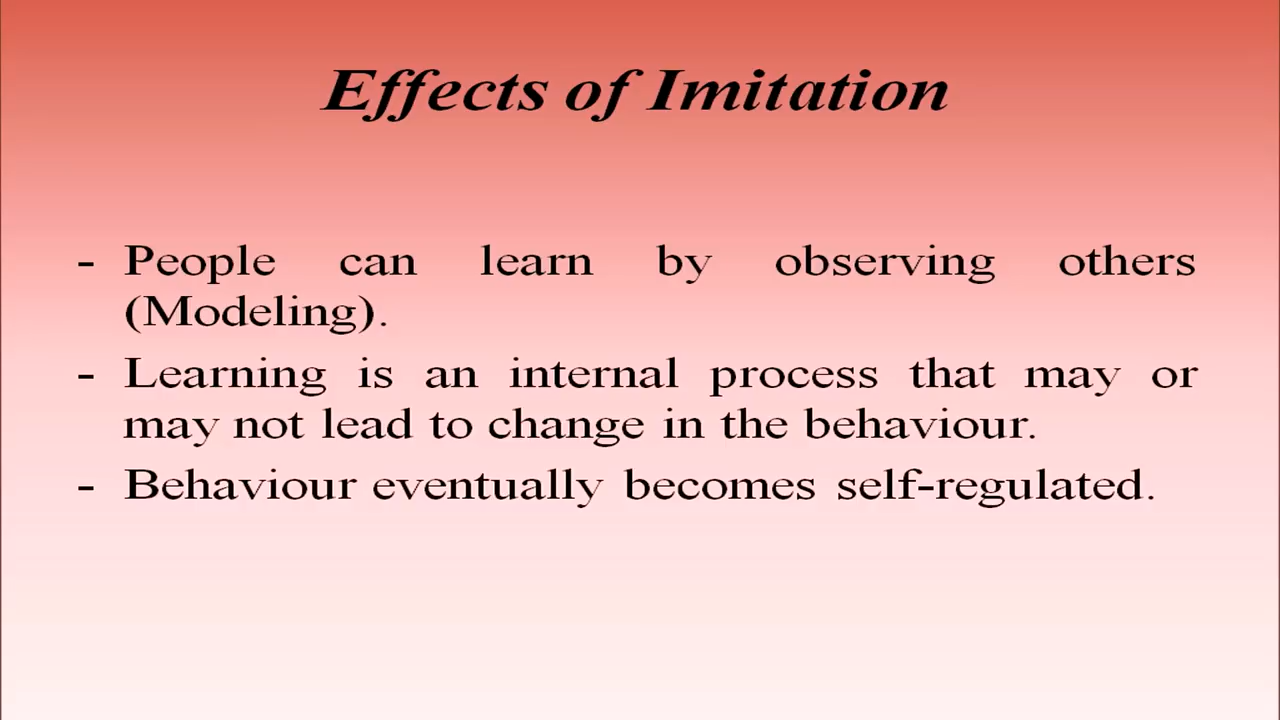 Effects of Imitation
- People can learn by observing others
(Modeling).
- Learning is an internal process that may or
may not lead to change in the behaviour.
- Behaviour eventually becomes self-regulated.